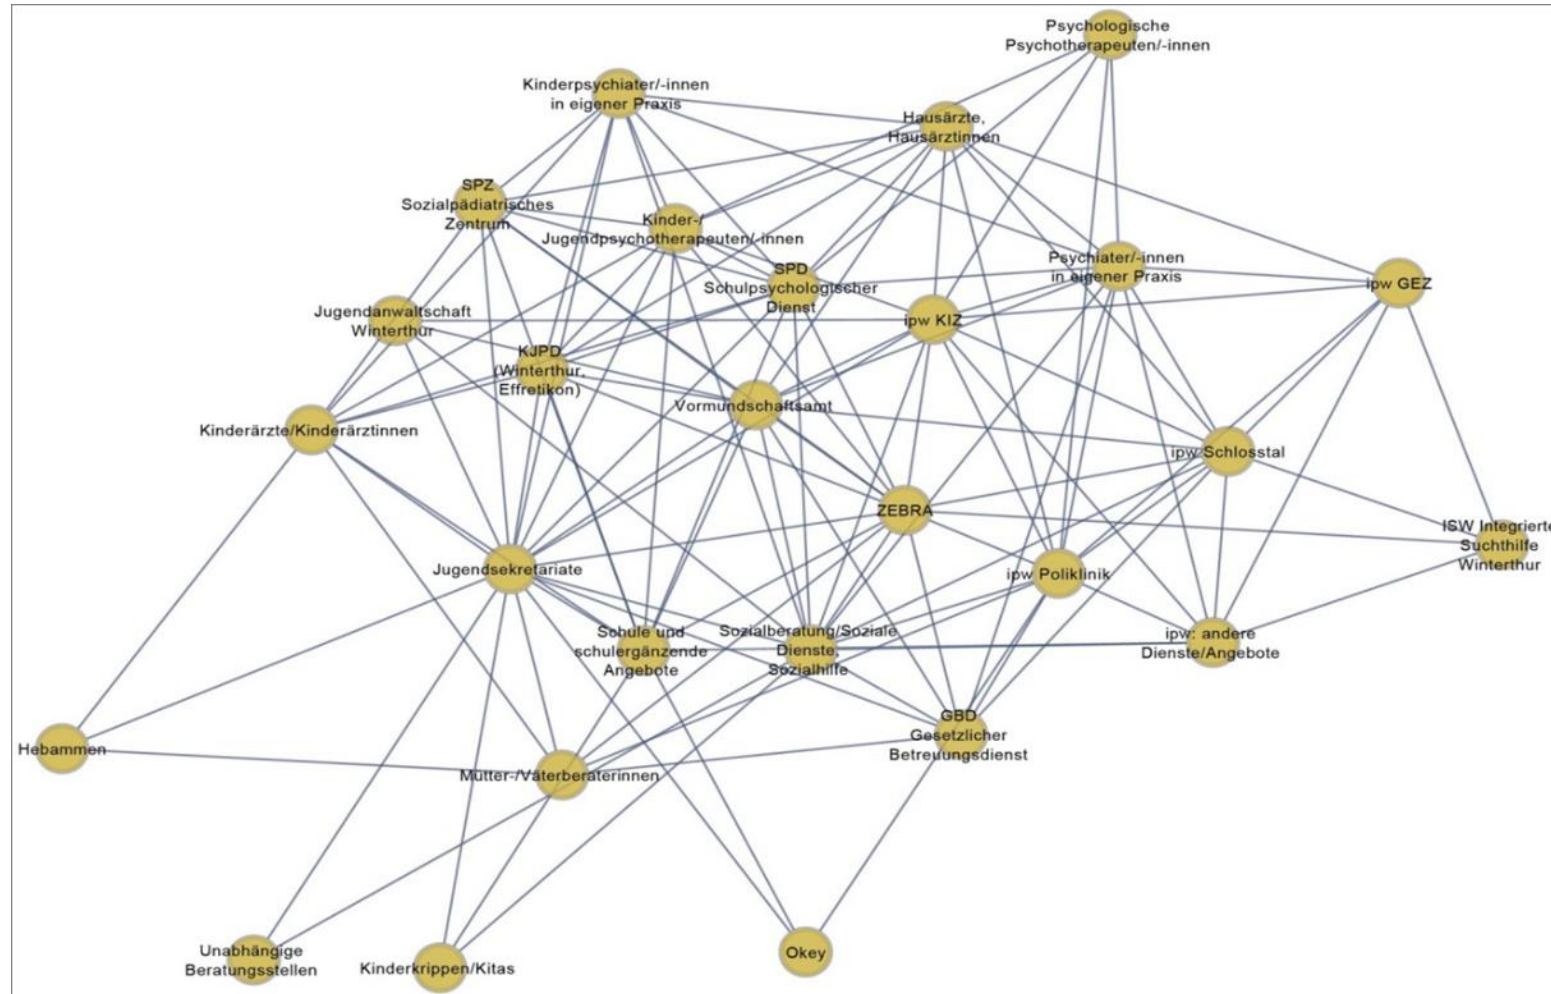 Psychologische
Psychotherapeuten/-innen
Kinderpsychiater/-innen
in eigener Praxis
Hausärzte,
Hausärztinnen
SPZ
Sozialpädiatrisches
Zentrum
Kinder-/
Jugendpsychotherapeuten/-innen
SPD
Schulpsychologischer
Dienst
Psychiater/-innen
in eigener Praxis
ipw GEZ
Jugendanwaltschaft
Winterthur
ipw KIZ
KJPD
(Winterthur,
Effretikon)
Vormundschaftsamt
Kinderärzte/Kinderärztinnen
ipw Schlosstal
ZEBRA
ISW Integrierte
Suchthilfe
Winterthur
Jugendsekretariate
ipw Poliklinik
Schule und
schulergänzende
Angebote
Sozialberatung/Soziale
Dienste,
Sozialhilfe
ipw: andere
Dienste/Angebote
GBD
Gesetzlicher
Betreuungsdienst
Hebammen
Mütter-/Väterberaterinnen
Unabhängige
Beratungsstellen
Kinderkrippen/Kitas
Okey